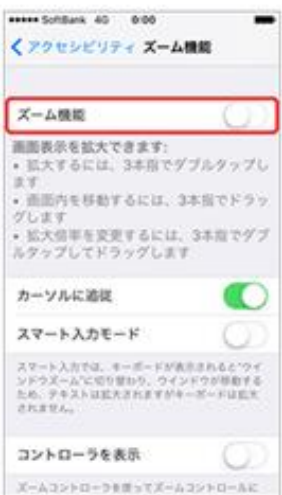 SoftBank 4G 0:00
アクセシビリティ ズーム機能
ズーム機能
画面表示を拡大できます:
• 拡大するには、3本指でダブルタップし
ます
• 画面内を移動するには、3本指でドラッ
グします
• 拡大倍率を変更するには、3本指でダブ
ルタップしてドラッグします
カーソルに追従
スマート入力モード
スマート入力では、キーボードが表示されると"ウイ
ンドウズーム"に切り替わり、ウインドウが移動する
ため、テキストは拡大されますがキーボードは拡大
されません。
コントローラを表示
ズームコントローラを使ってズームコントロールに